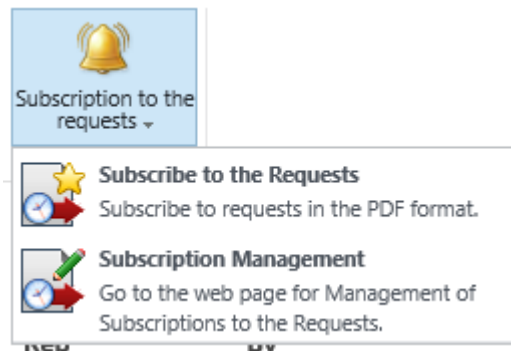 Subscription to the
requests
Subscribe to the Requests
Subscribe to requests in the PDF format.
Subscription Management
Go to the web page for Management of
Subscriptions to the Requests.